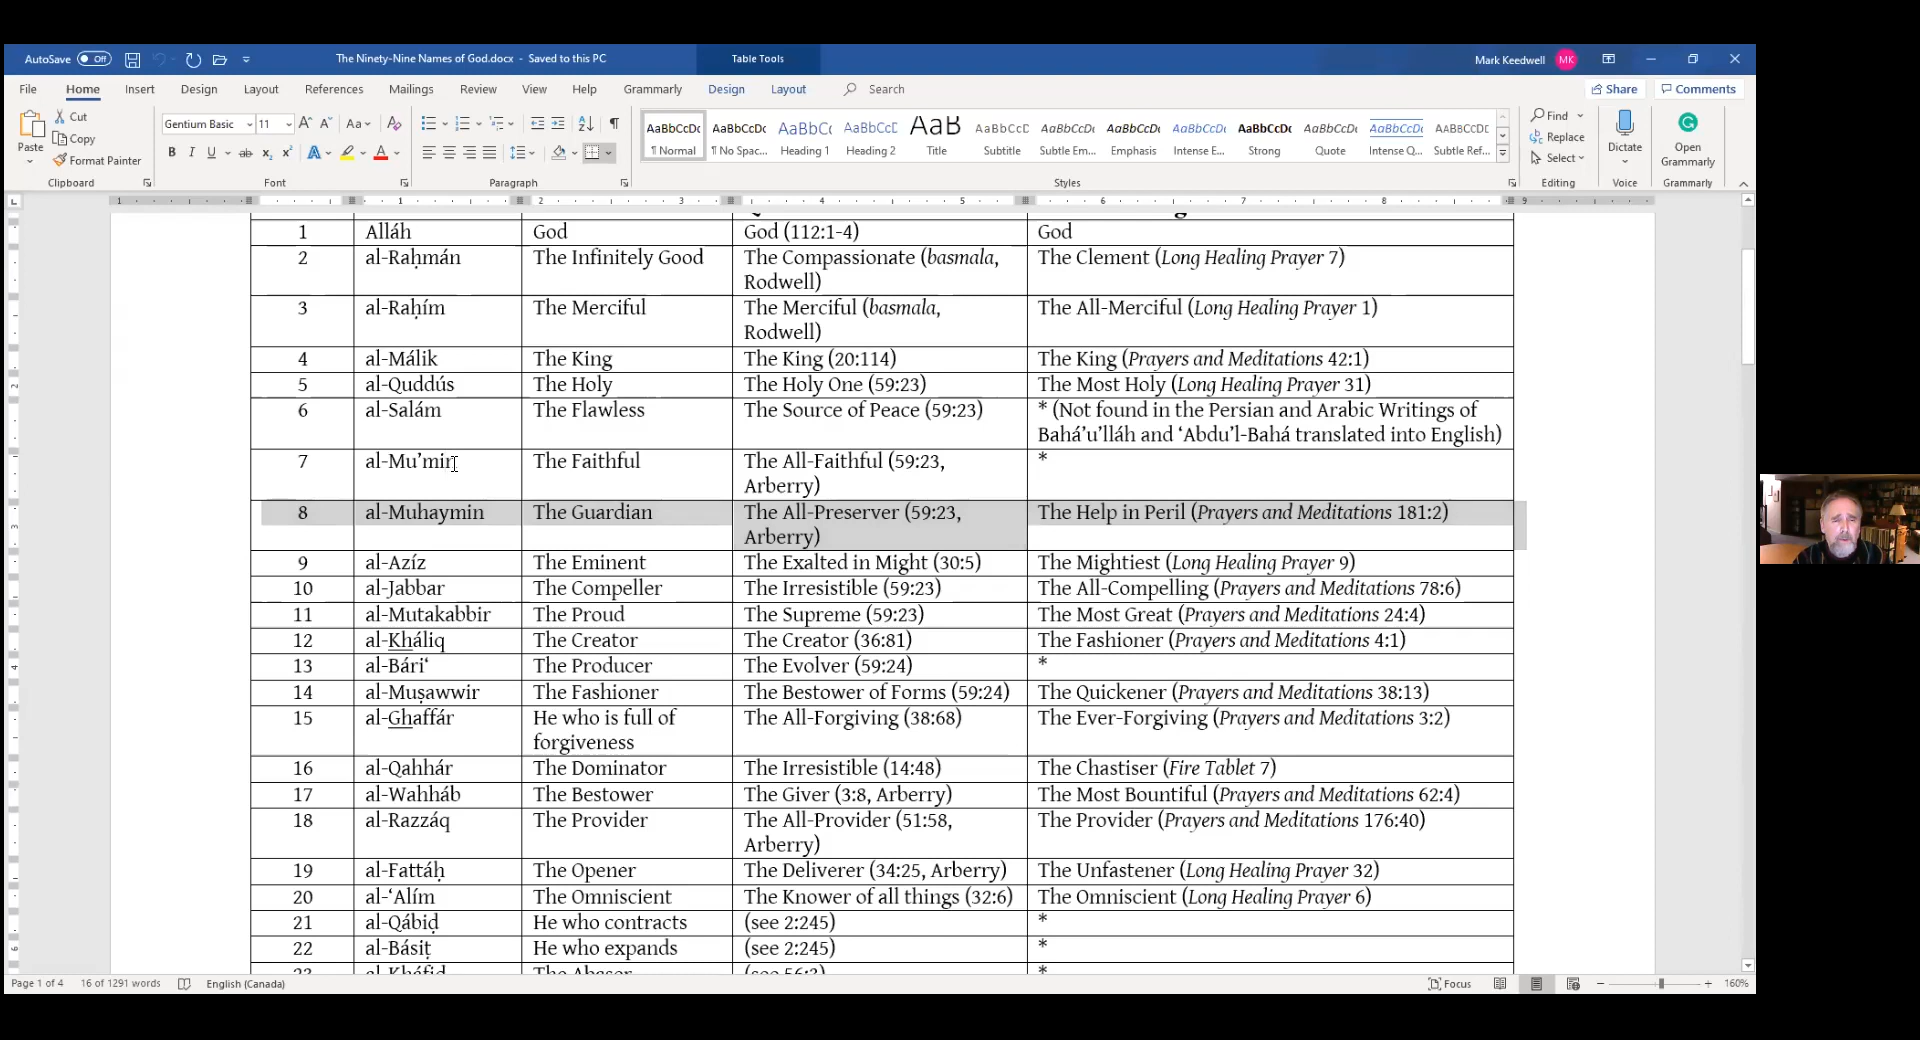 AutoSave Off The Ninety-Nine Names of God.docx - Saved to this PC Table Tools Mark Keedwell MK
File Home Insert Design Layout References Mailings Review View Help Grammarly Design Layout Search Share Comments
Paste Cut Copy Format Painter Clipboard
Gentium Basic 11 Font
Paragraph
AaBbCcDc AaBbCcDc AaBbCc AaBbCcD AaB AaBbCcD AaBbCcDc AaBbCcDc AaBbCcDc AaBbCcDc AaBbCcDc AaBbCcDc AaBbCcDc
¶ Normal ¶ No Spac... Heading 1 Heading 2 Title Subtitle Subtle Em... Emphasis Intense E... Strong Quote Intense Q... Subtle Ref...
Styles
Find Replace Select Editing
Dictate Voice
Open Grammarly Grammarly
1 Alláh God God (112:1-4) God
2 al-Raḥmán The Infinitely Good The Compassionate (basmala, The Clement (Long Healing Prayer 7)
Rodwell)
3 al-Raḥím The Merciful The Merciful (basmala, The All-Merciful (Long Healing Prayer 1)
Rodwell)
4 al-Málik The King The King (20:114) The King (Prayers and Meditations 42:1)
5 al-Quddús The Holy The Holy One (59:23) The Most Holy (Long Healing Prayer 31)
6 al-Salám The Flawless The Source of Peace (59:23) * (Not found in the Persian and Arabic Writings of
Bahá’u’lláh and ‘Abdu’l-Bahá translated into English)
7 al-Mu’min The Faithful The All-Faithful (59:23, *
Arberry)
8 al-Muhaymin The Guardian The All-Preserver (59:23, The Help in Peril (Prayers and Meditations 181:2)
Arberry)
9 al-Azíz The Eminent The Exalted in Might (30:5) The Mightiest (Long Healing Prayer 9)
10 al-Jabbar The Compeller The Irresistible (59:23) The All-Compelling (Prayers and Meditations 78:6)
11 al-Mutakabbir The Proud The Supreme (59:23) The Most Great (Prayers and Meditations 24:4)
12 al-Kháliq The Creator The Creator (36:81) The Fashioner (Prayers and Meditations 4:1)
13 al-Bári‘ The Producer The Evolver (59:24) *
14 al-Muṣawwir The Fashioner The Bestower of Forms (59:24) The Quickener (Prayers and Meditations 38:13)
15 al-Ghaffár He who is full of The All-Forgiving (38:68) The Ever-Forgiving (Prayers and Meditations 3:2)
forgiveness
16 al-Qahhár The Dominator The Irresistible (14:48) The Chastiser (Fire Tablet 7)
17 al-Wahháb The Bestower The Giver (3:8, Arberry) The Most Bountiful (Prayers and Meditations 62:4)
18 al-Razzáq The Provider The All-Provider (51:58, The Provider (Prayers and Meditations 176:40)
Arberry)
19 al-Fattáḥ The Opener The Deliverer (34:25, Arberry) The Unfastener (Long Healing Prayer 32)
20 al-‘Alím The Omniscient The Knower of all things (32:6) The Omniscient (Long Healing Prayer 6)
21 al-Qábiḍ He who contracts (see 2:245) *
22 al-Básiṭ He who expands (see 2:245) *
23 al-Kháfiḍ The Abaser (see 56:3) *
Page 1 of 4 16 of 1291 words English (Canada) Focus 160%